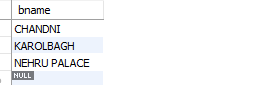 bname
CHANDNI
KAROLBAGH
NEHRU PALACE
NULL